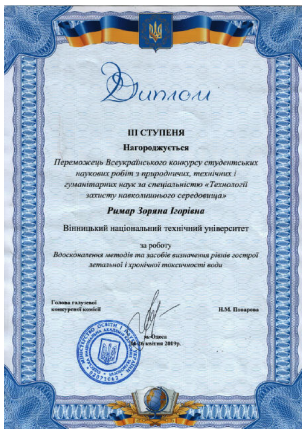 Диплом
III СТУПЕНЯ
Нагороджується
Переможець Всеукраїнського конкурсу студентських
наукових робіт з природничих, технічних і
гуманітарних наук за спеціальністю «Технології
захисту навколишнього середовища»
Римар Зоряна Ігорівна
Вінницький національний технічний університет
за роботу
Вдосконалення методів та засобів визначення рівнів гострої
летальної і хронічної токсичності води
Голова галузевої
конкурсної комісії
П.М. Поварова
м. Одеса
квітня 2019р.